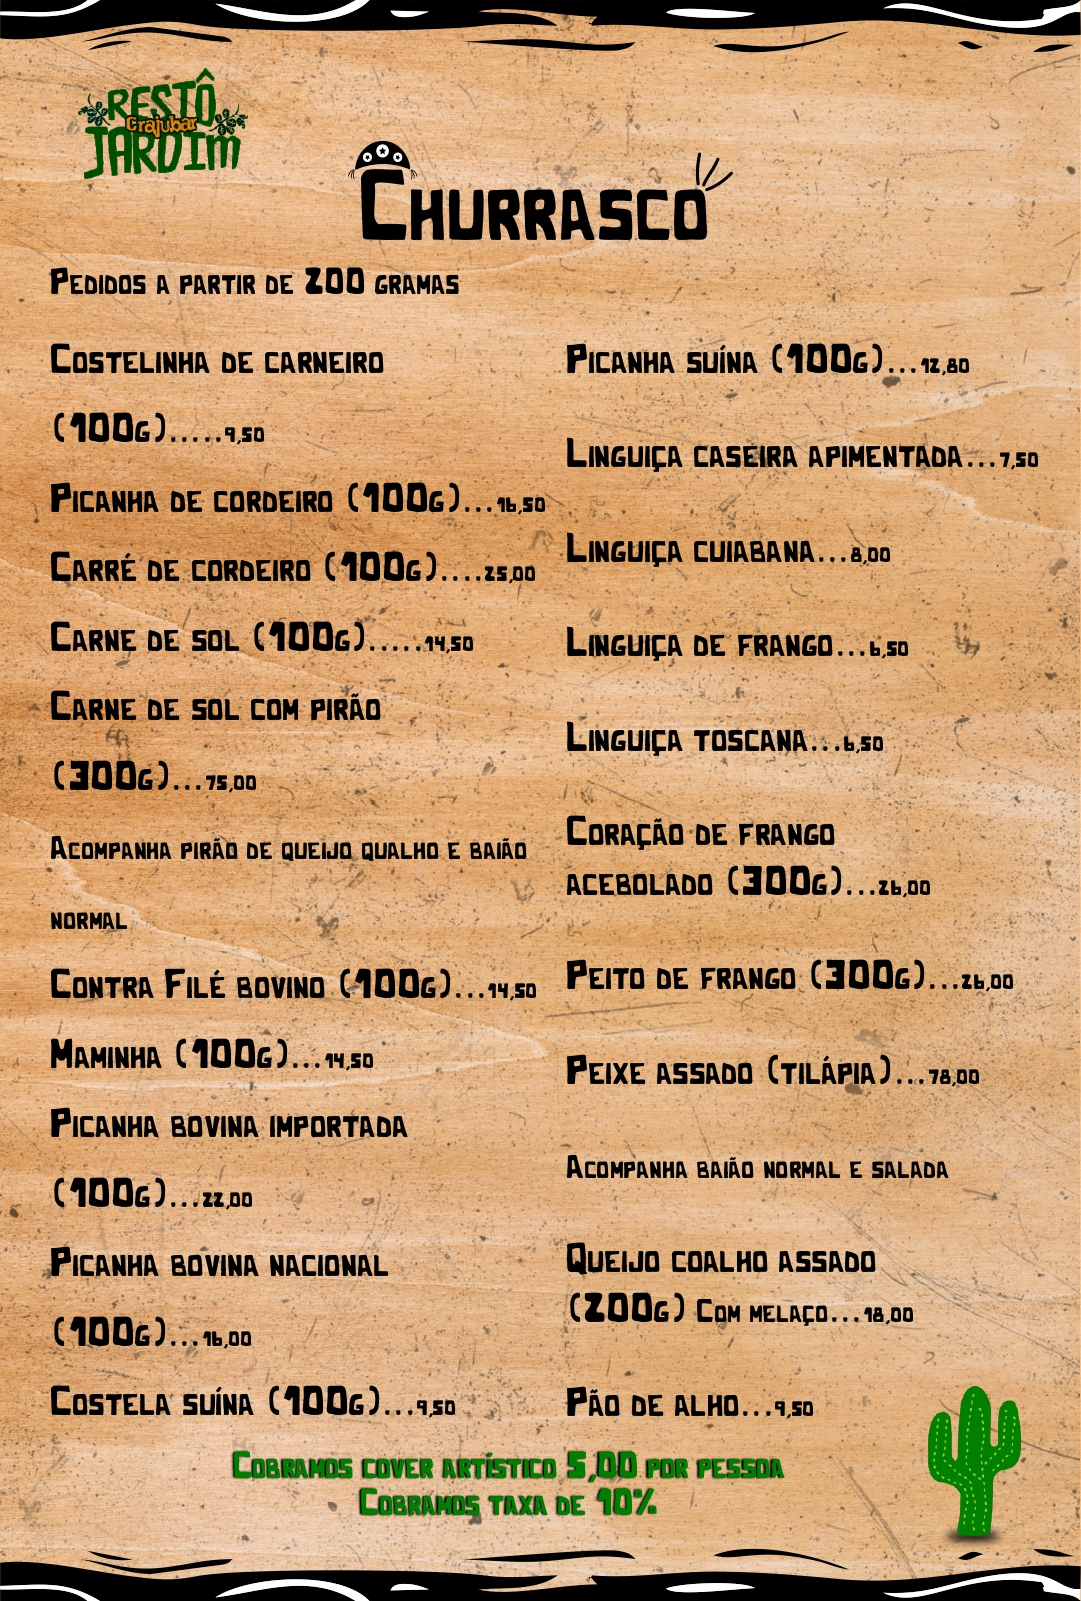 RESTÔ
Crajubar
JARDIM
CHURRASCO
PEDIDOS A PARTIR DE 200 GRAMAS
COSTELINHA DE CARNEIRO
(100G).....9,50
PICANHA DE CORDEIRO (100G)...16,50
CARRÉ DE CORDEIRO (100G)....25,00
CARNE DE SOL (100G).....14,50
CARNE DE SOL COM PIRÃO
(300G)...75,00
ACOMPANHA PIRÃO DE QUEIJO QUALHO E BAIÃO
NORMAL
CONTRA FILÉ BOVINO (100G)...14,50
MAMINHA (100G)...14,50
PICANHA BOVINA IMPORTADA
(100G)...22,00
PICANHA BOVINA NACIONAL
(100G)...16,00
COSTELA SUÍNA (100G)...9,50
PICANHA SUÍNA (100G)...12,80
LINGUIÇA CASEIRA APIMENTADA...7,50
LINGUIÇA CUIABANA...8,00
LINGUIÇA DE FRANGO...6,50
LINGUIÇA TOSCANA...6,50
CORAÇÃO DE FRANGO
ACEBOLADO (300G)...26,00
PEITO DE FRANGO (300G)...26,00
PEIXE ASSADO (TILÁPIA)...78,00
ACOMPANHA BAIÃO NORMAL E SALADA
QUEIJO COALHO ASSADO
(200G) COM MELAÇO...18,00
PÃO DE ALHO...9,50
COBRAMOS COVER ARTÍSTICO 5,00 POR PESSOA
COBRAMOS TAXA DE 10%